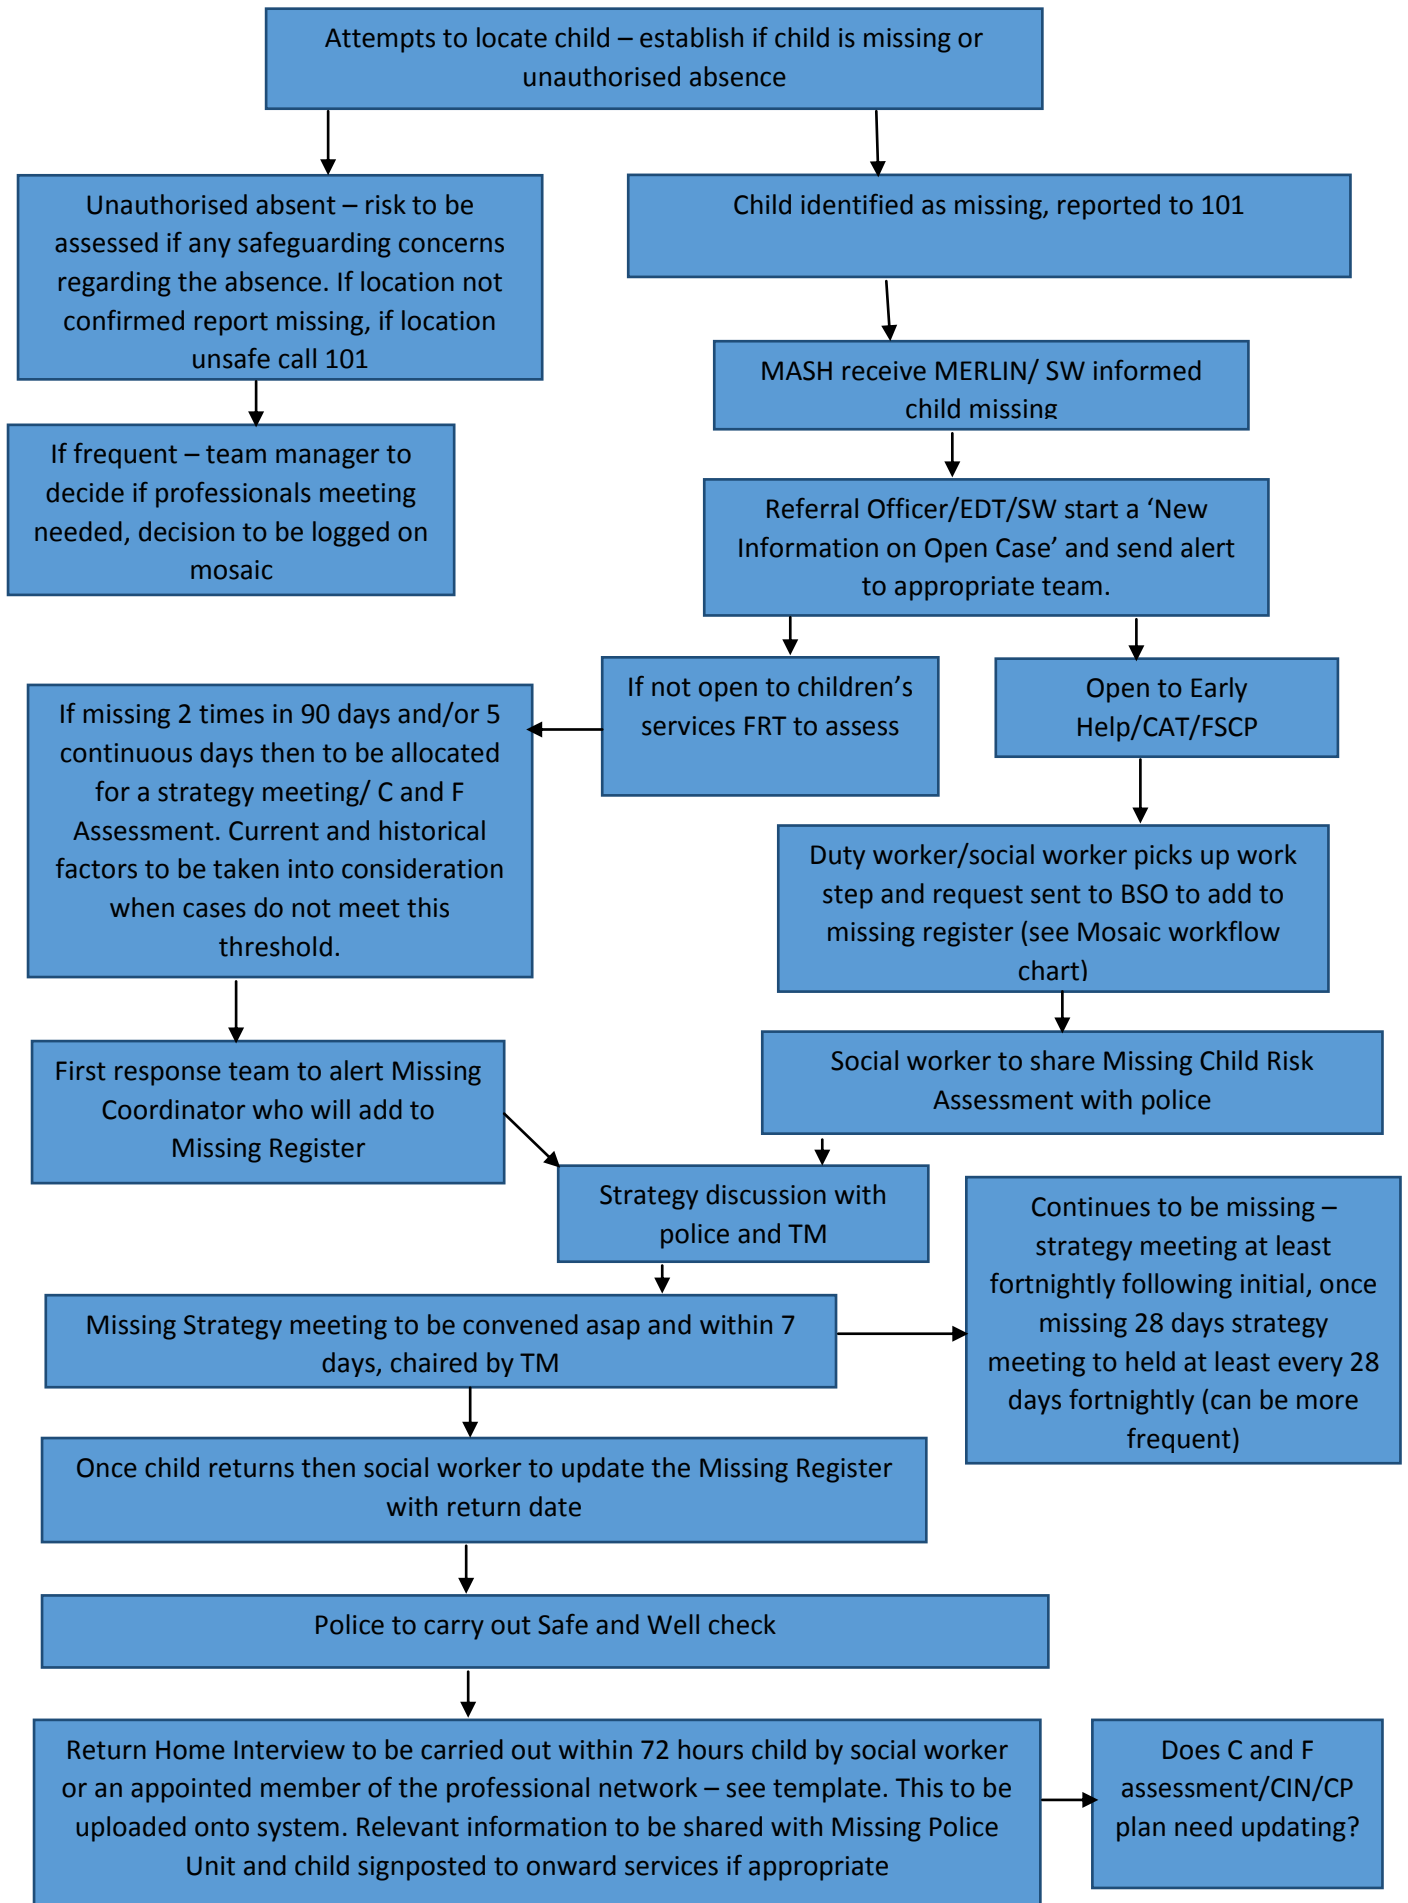 Attempts to locate child – establish if child is missing or
unauthorised absence
Unauthorised absent – risk to be
assessed if any safeguarding concerns
regarding the absence. If location not
confirmed report missing, if location
unsafe call 101
Child identified as missing, reported to 101
MASH receive MERLIN/ SW informed
child missing
If frequent – team manager to
decide if professionals meeting
needed, decision to be logged on
mosaic
Referral Officer/EDT/SW start a ‘New
Information on Open Case’ and send alert
to appropriate team.
If not open to children’s
services FRT to assess
Open to Early
Help/CAT/FSCP
If missing 2 times in 90 days and/or 5
continuous days then to be allocated
for a strategy meeting/ C and F
Assessment. Current and historical
factors to be taken into consideration
when cases do not meet this
threshold.
Duty worker/social worker picks up work
step and request sent to BSO to add to
missing register (see Mosaic workflow
chart)
First response team to alert Missing
Coordinator who will add to
Missing Register
Social worker to share Missing Child Risk
Assessment with police
Strategy discussion with
police and TM
Continues to be missing –
strategy meeting at least
fortnightly following initial, once
missing 28 days strategy
meeting to held at least every 28
days fortnightly (can be more
frequent)
Missing Strategy meeting to be convened asap and within 7
days, chaired by TM
Once child returns then social worker to update the Missing Register
with return date
Police to carry out Safe and Well check
Return Home Interview to be carried out within 72 hours child by social worker
or an appointed member of the professional network – see template. This to be
uploaded onto system. Relevant information to be shared with Missing Police
Unit and child signposted to onward services if appropriate
Does C and F
assessment/CIN/CP
plan need updating?